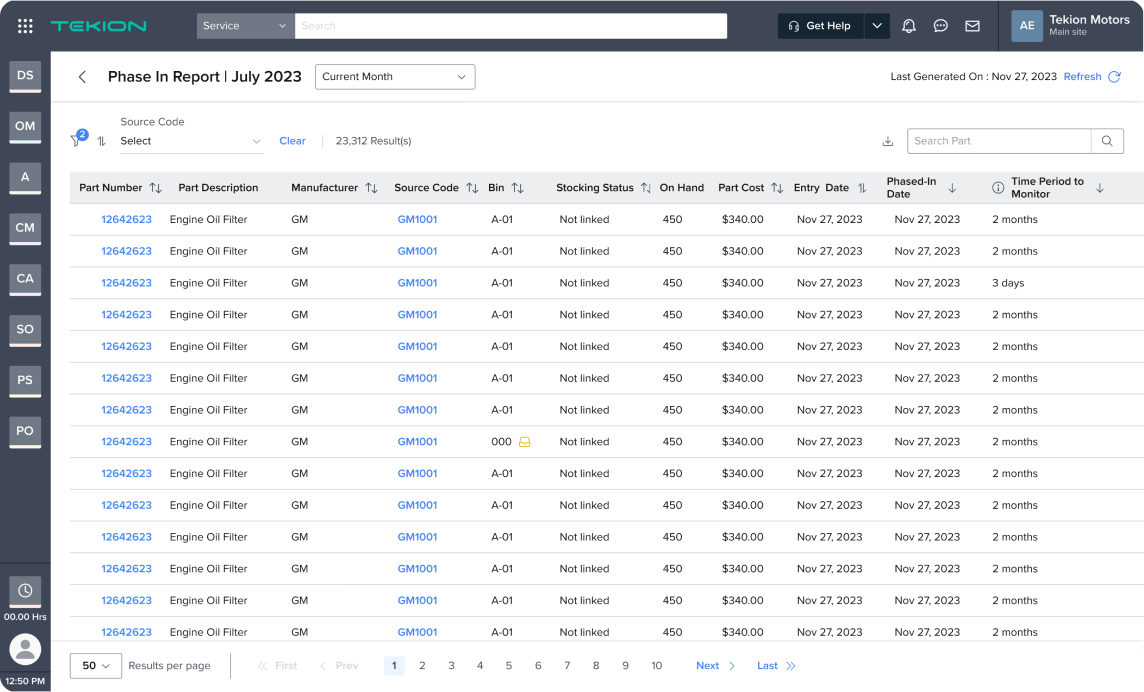 TEKION
Service
Search
Get Help
AE
Tekion Motors
Main site
DS
OM
A
CM
CA
SO
PS
PO
00.00 Hrs
12:50 PM
Phase In Report | July 2023
Current Month
Last Generated On : Nov 27, 2023 Refresh
2
Source Code
Select
Clear
23,312 Result(s)
Search Part
Part Number Part Description Manufacturer Source Code Bin Stocking Status On Hand Part Cost Entry Date Phased-In Date Time Period to Monitor
12642623 Engine Oil Filter GM GM1001 A-01 Not linked 450 $340.00 Nov 27, 2023 Nov 27, 2023 2 months
12642623 Engine Oil Filter GM GM1001 A-01 Not linked 450 $340.00 Nov 27, 2023 Nov 27, 2023 2 months
12642623 Engine Oil Filter GM GM1001 A-01 Not linked 450 $340.00 Nov 27, 2023 Nov 27, 2023 3 days
12642623 Engine Oil Filter GM GM1001 A-01 Not linked 450 $340.00 Nov 27, 2023 Nov 27, 2023 2 months
12642623 Engine Oil Filter GM GM1001 A-01 Not linked 450 $340.00 Nov 27, 2023 Nov 27, 2023 2 months
12642623 Engine Oil Filter GM GM1001 A-01 Not linked 450 $340.00 Nov 27, 2023 Nov 27, 2023 2 months
12642623 Engine Oil Filter GM GM1001 A-01 Not linked 450 $340.00 Nov 27, 2023 Nov 27, 2023 2 months
12642623 Engine Oil Filter GM GM1001 000 Not linked 450 $340.00 Nov 27, 2023 Nov 27, 2023 2 months
12642623 Engine Oil Filter GM GM1001 A-01 Not linked 450 $340.00 Nov 27, 2023 Nov 27, 2023 2 months
12642623 Engine Oil Filter GM GM1001 A-01 Not linked 450 $340.00 Nov 27, 2023 Nov 27, 2023 2 months
12642623 Engine Oil Filter GM GM1001 A-01 Not linked 450 $340.00 Nov 27, 2023 Nov 27, 2023 2 months
12642623 Engine Oil Filter GM GM1001 A-01 Not linked 450 $340.00 Nov 27, 2023 Nov 27, 2023 2 months
12642623 Engine Oil Filter GM GM1001 A-01 Not linked 450 $340.00 Nov 27, 2023 Nov 27, 2023 2 months
12642623 Engine Oil Filter GM GM1001 A-01 Not linked 450 $340.00 Nov 27, 2023 Nov 27, 2023 2 months
50 Results per page First Prev 1 2 3 4 5 6 7 8 9 10 Next Last